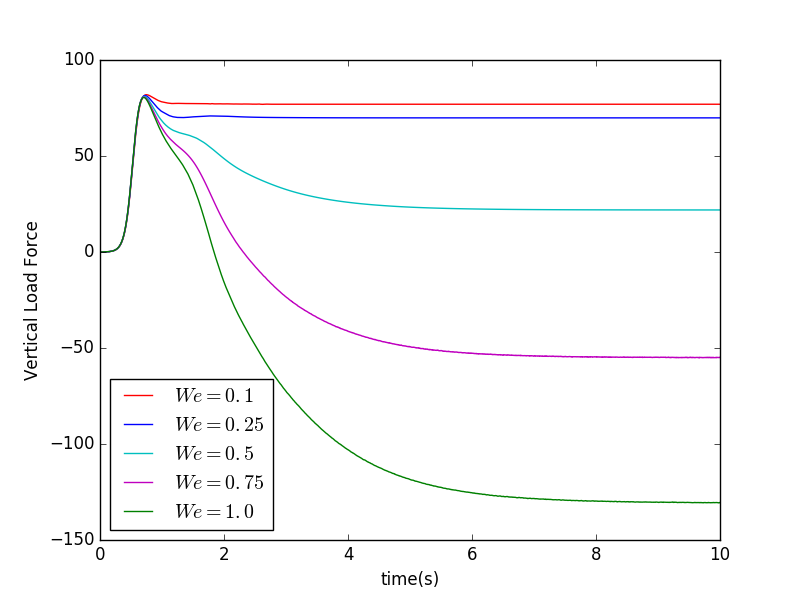 100
50
0
−50
−100
−150
Vertical Load Force
We = 0.1
We = 0.25
We = 0.5
We = 0.75
We = 1.0
0 2 4 6 8 10
time(s)